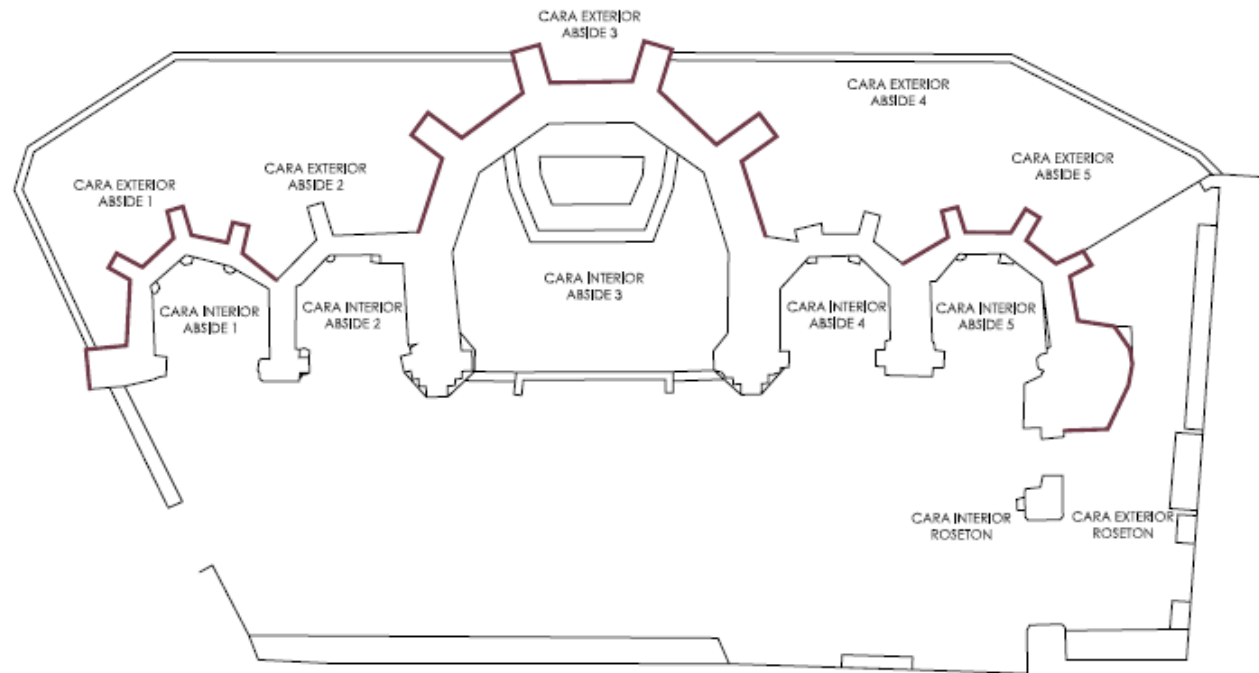 CARA EXTERIOR
ABSIDE 3
CARA EXTERIOR
ABSIDE 4
CARA EXTERIOR
ABSIDE 2
CARA EXTERIOR
ABSIDE 5
CARA EXTERIOR
ABSIDE 1
CARA INTERIOR
ABSIDE 3
CARA INTERIOR
ABSIDE 1
CARA INTERIOR
ABSIDE 2
CARA INTERIOR
ABSIDE 4
CARA INTERIOR
ABSIDE 5
CARA INTERIOR
ROSETON
CARA EXTERIOR
ROSETON